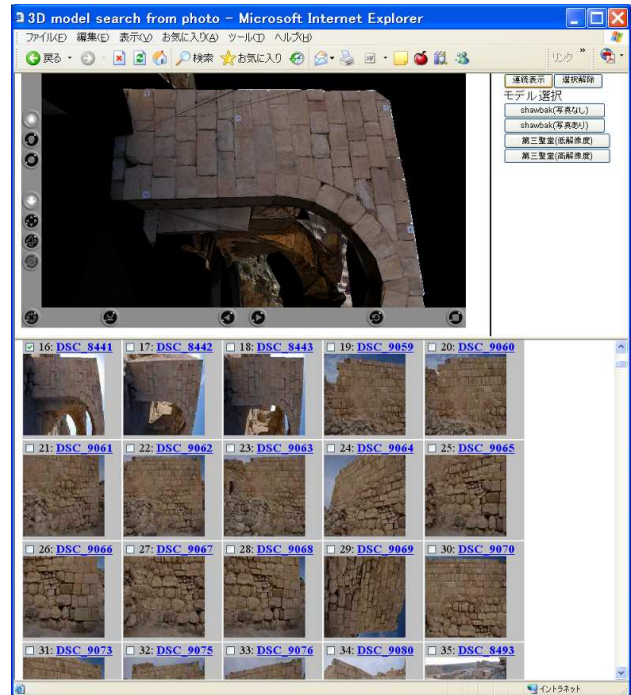 3D model search from photo - Microsoft Internet Explorer
ファイル(F) 編集(E) 表示(V) お気に入り(A) ツール(T) ヘルプ(H)
戻る 検索 お気に入り リンク »
連続表示 選択解除
モデル選択
shawbak(写真なし)
shawbak(写真あり)
第三聖堂(低解像度)
第三聖堂(高解像度)
16: DSC_8441 17: DSC_8442 18: DSC_8443 19: DSC_9059 20: DSC_9060
21: DSC_9061 22: DSC_9062 23: DSC_9063 24: DSC_9064 25: DSC_9065
26: DSC_9066 27: DSC_9067 28: DSC_9068 29: DSC_9069 30: DSC_9070
31: DSC_9073 32: DSC_9075 33: DSC_9076 34: DSC_9080 35: DSC_8493
イントラネット